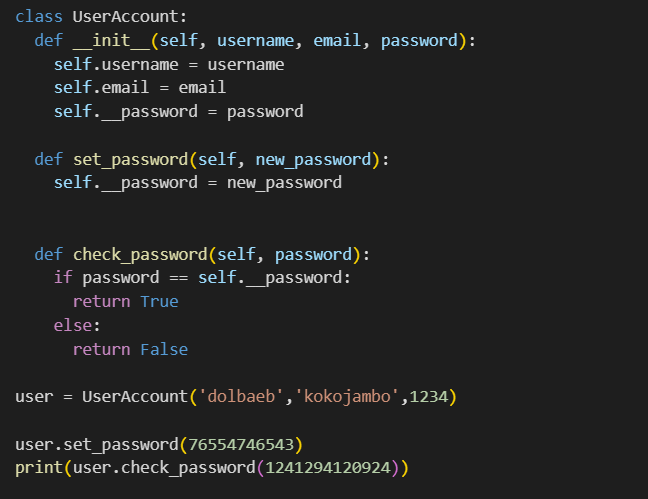 class UserAccount:
  def __init__(self, username, email, password):
    self.username = username
    self.email = email
    self.__password = password

  def set_password(self, new_password):
    self.__password = new_password


  def check_password(self, password):
    if password == self.__password:
      return True
    else:
      return False

user = UserAccount('dolbaeb','kokojambo',1234)

user.set_password(76554746543)
print(user.check_password(1241294120924))